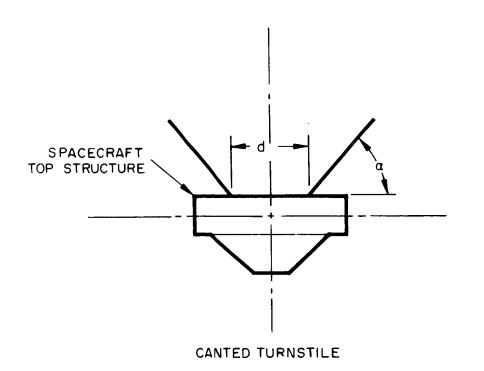 SPACECRAFT
TOP STRUCTURE
d
α
CANTED TURNSTILE